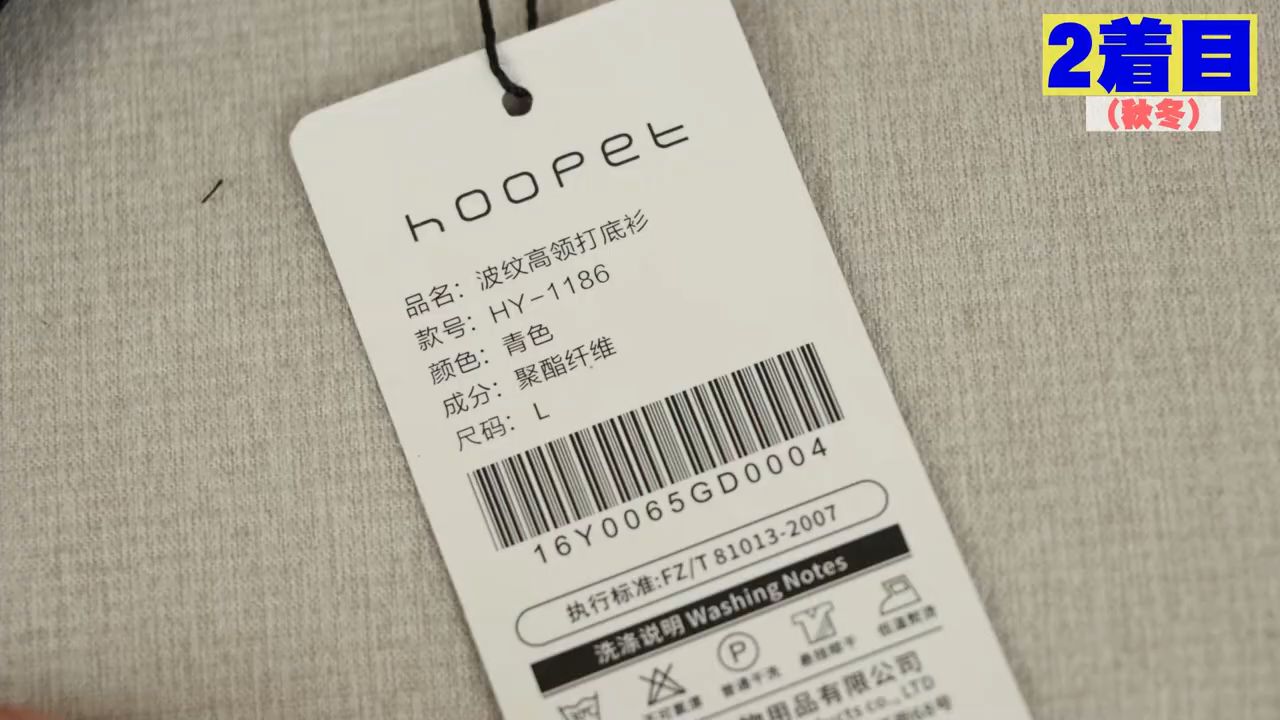 2着目
(秋冬)
hoopet
品名: 波纹高领打底衫
款号: HY-1186
颜色: 青色
成分: 聚酯纤维
尺码: L
16Y0065GD0004
执行标准:FZ/T 81013-2007
洗涤说明 Washing Notes
P
不可氯漂 普通干洗 悬挂晾干 低温熨烫
用品有限公司
co., LTD